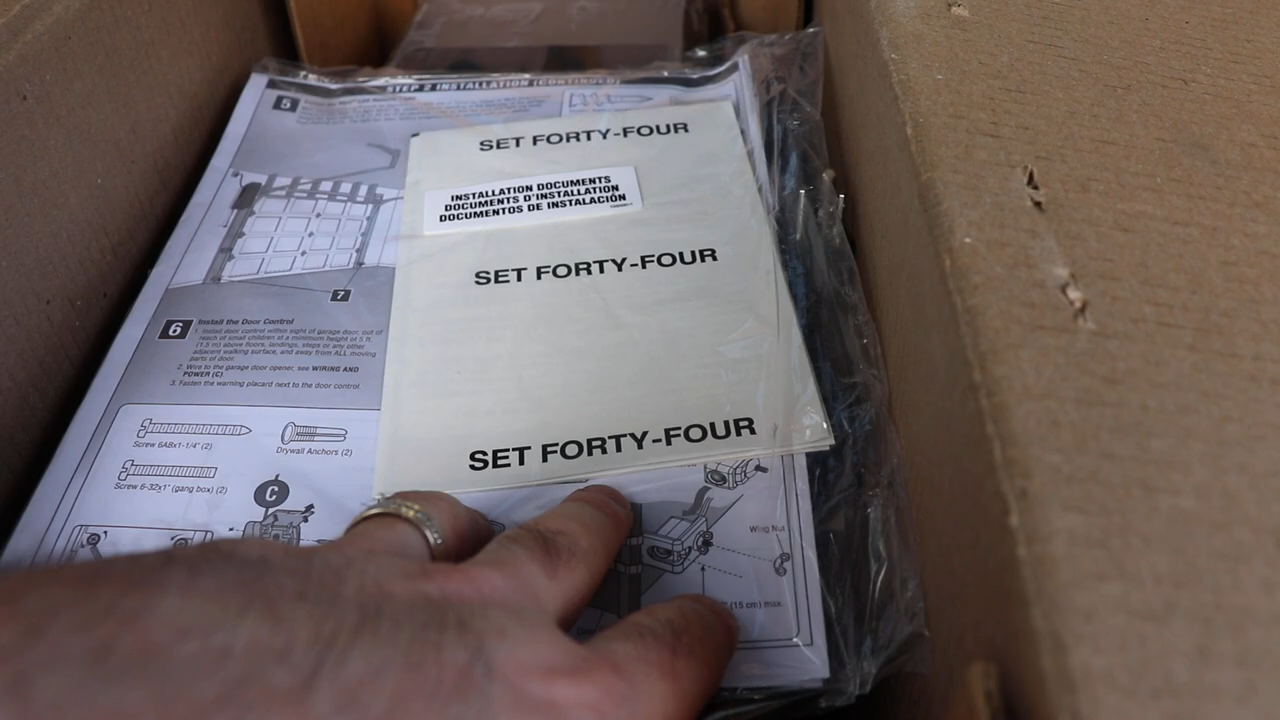 STEP 2 INSTALLATION (CONTINUED)
5
SET FORTY-FOUR
INSTALLATION DOCUMENTS
DOCUMENTS D'INSTALLATION
DOCUMENTOS DE INSTALACIÓN
SET FORTY-FOUR
7
6 Install the Door Control
1. Install door control within sight of garage door, out of
reach of small children at a minimum height of 5 ft.
(1.5 m) above floors, landings, steps or any other
adjacent walking surface, and away from ALL moving
parts of door.
2. Wire to the garage door opener, see WIRING AND
POWER (C).
3. Fasten the warning placard next to the door control.
SET FORTY-FOUR
Screw 6ABx1-1/4" (2)
Drywall Anchors (2)
Screw 6-32x1" (gang box) (2)
C
Wing Nut
(15 cm) max.